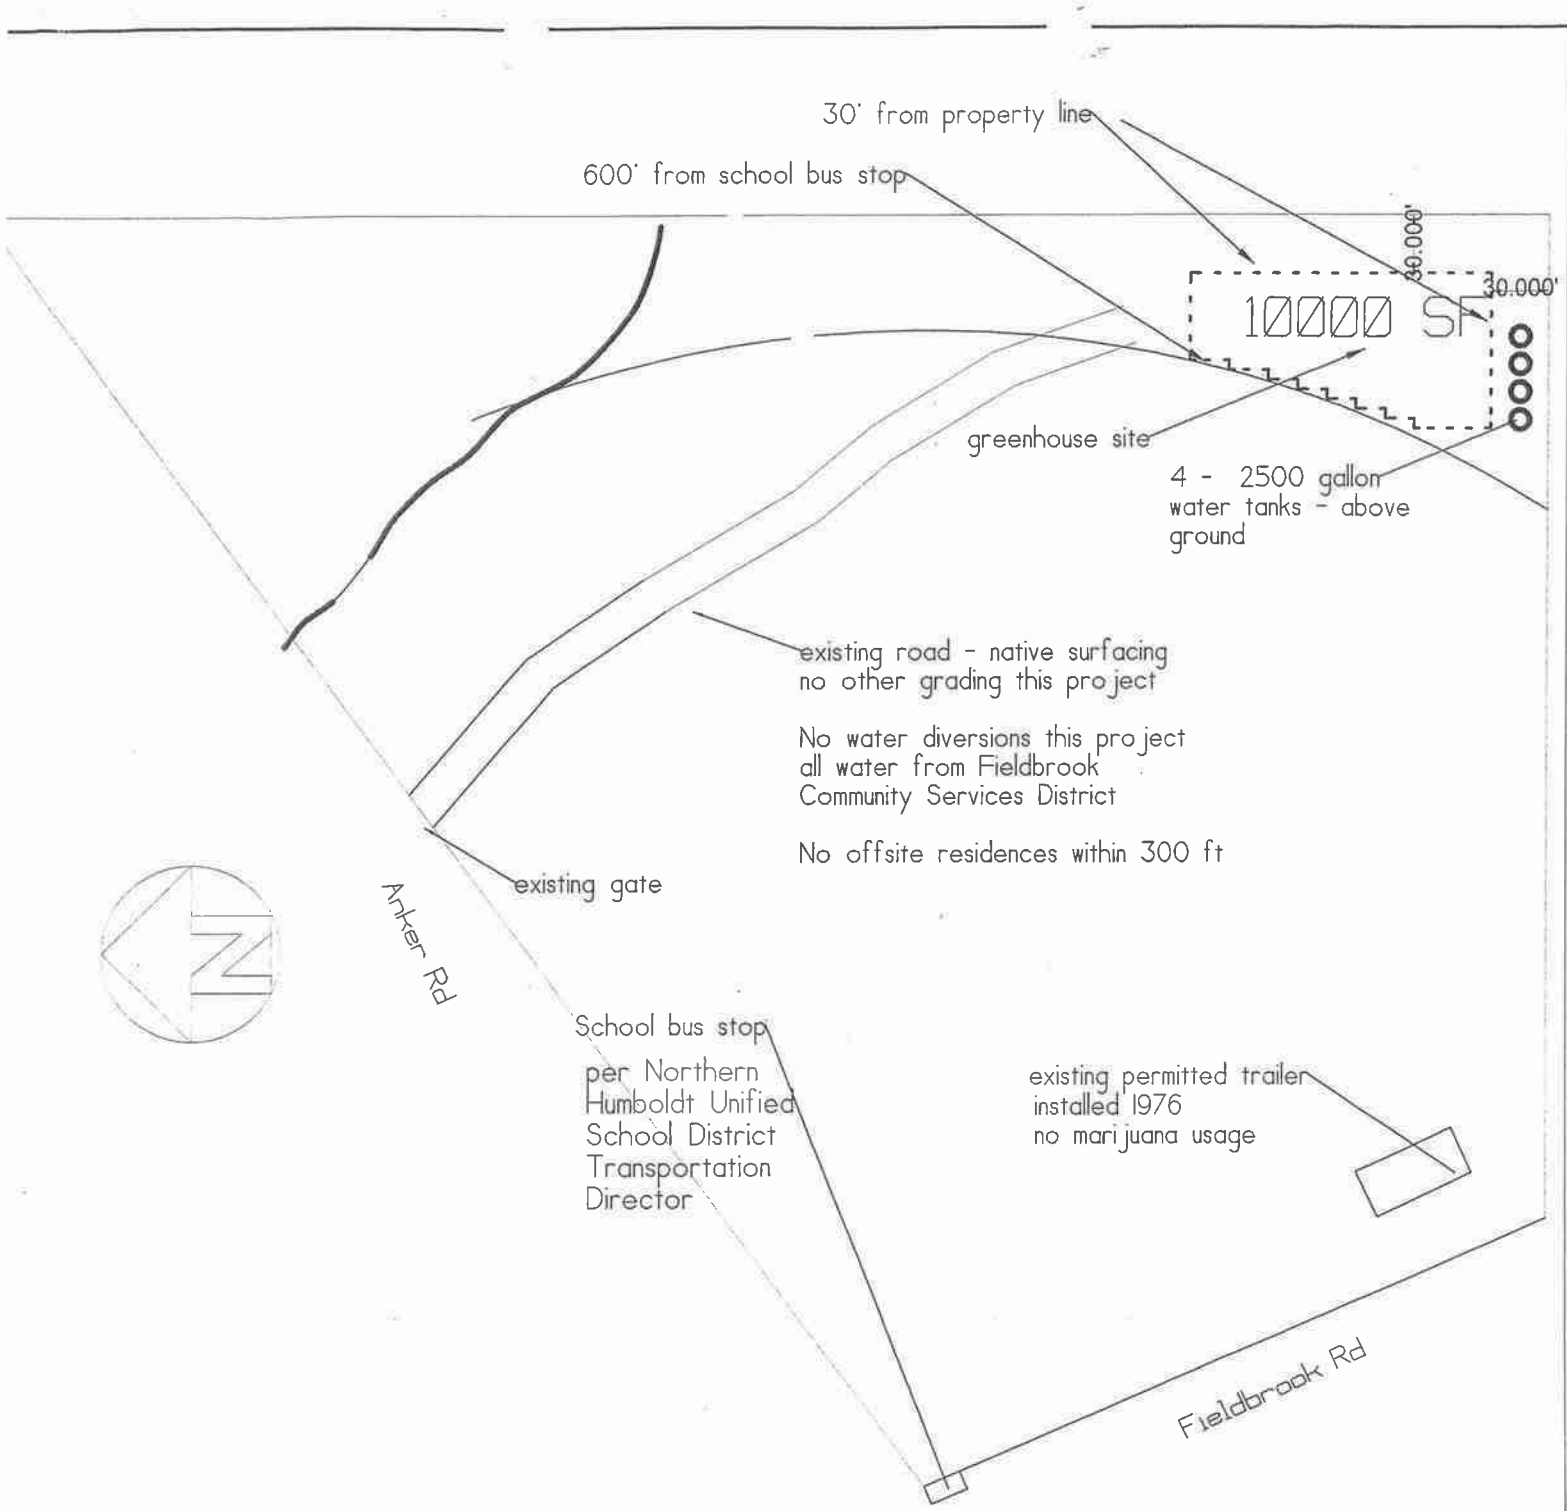 30' from property line
600' from school bus stop
30.000'
30.000'
10000 SF
greenhouse site
4 - 2500 gallon
water tanks - above
ground
existing road - native surfacing
no other grading this project
No water diversions this project
all water from Fieldbrook
Community Services District
No offsite residences within 300 ft
existing gate
Anker Rd
N
School bus stop
per Northern
Humboldt Unified
School District
Transportation
Director
existing permitted trailer
installed 1976
no marijuana usage
Fieldbrook Rd